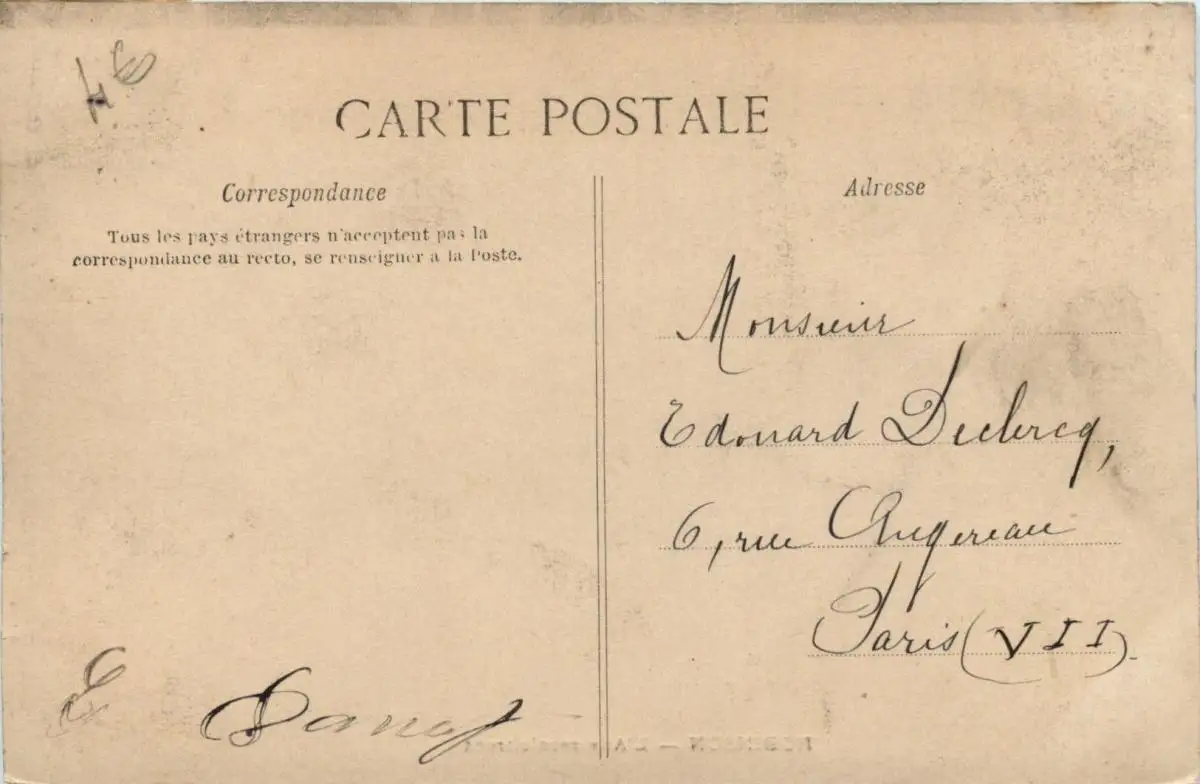 4€
CARTE POSTALE
Correspondance
Tous les pays étrangers n'acceptent pas la
correspondance au recto, se renseigner à la Poste.
Adresse
Monsieur
Edouard Declercq,
6, rue Augereau
Paris (VII).